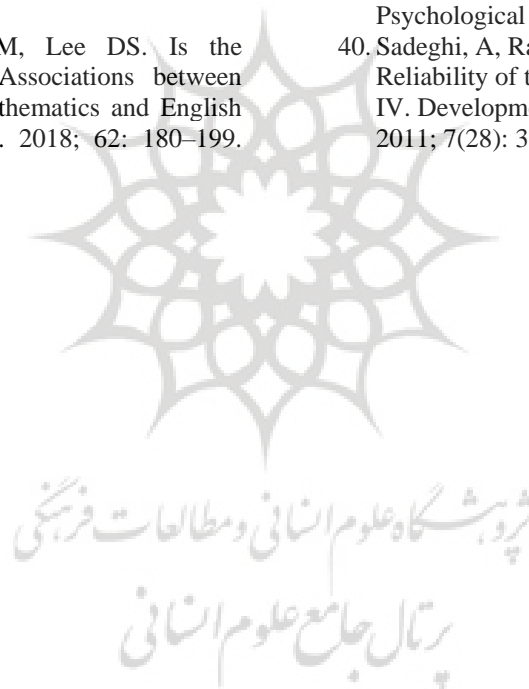 M, Lee DS. Is the
Associations between
thematics and English
. 2018; 62: 180–199.
Psychological
40. Sadeghi, A, Ra
Reliability of t
IV. Developme
2011; 7(28): 3
پژوهشگاه علوم انسانی و مطالعات فرهنگی
پرتال جامع علوم انسانی